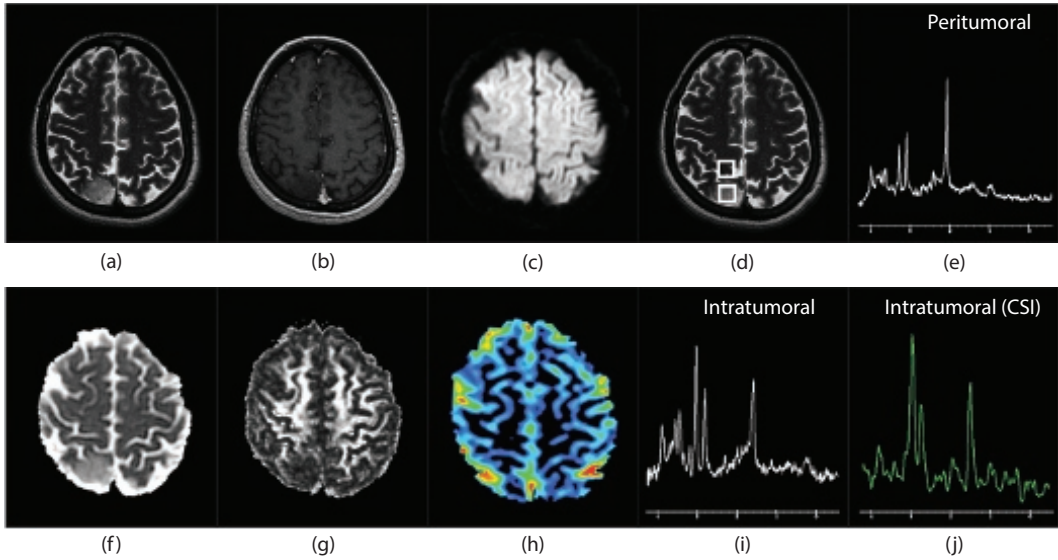 Peritumoral
(a)
(b)
(c)
(d)
(e)
Intratumoral
Intratumoral (CSI)
(f)
(g)
(h)
(i)
(j)